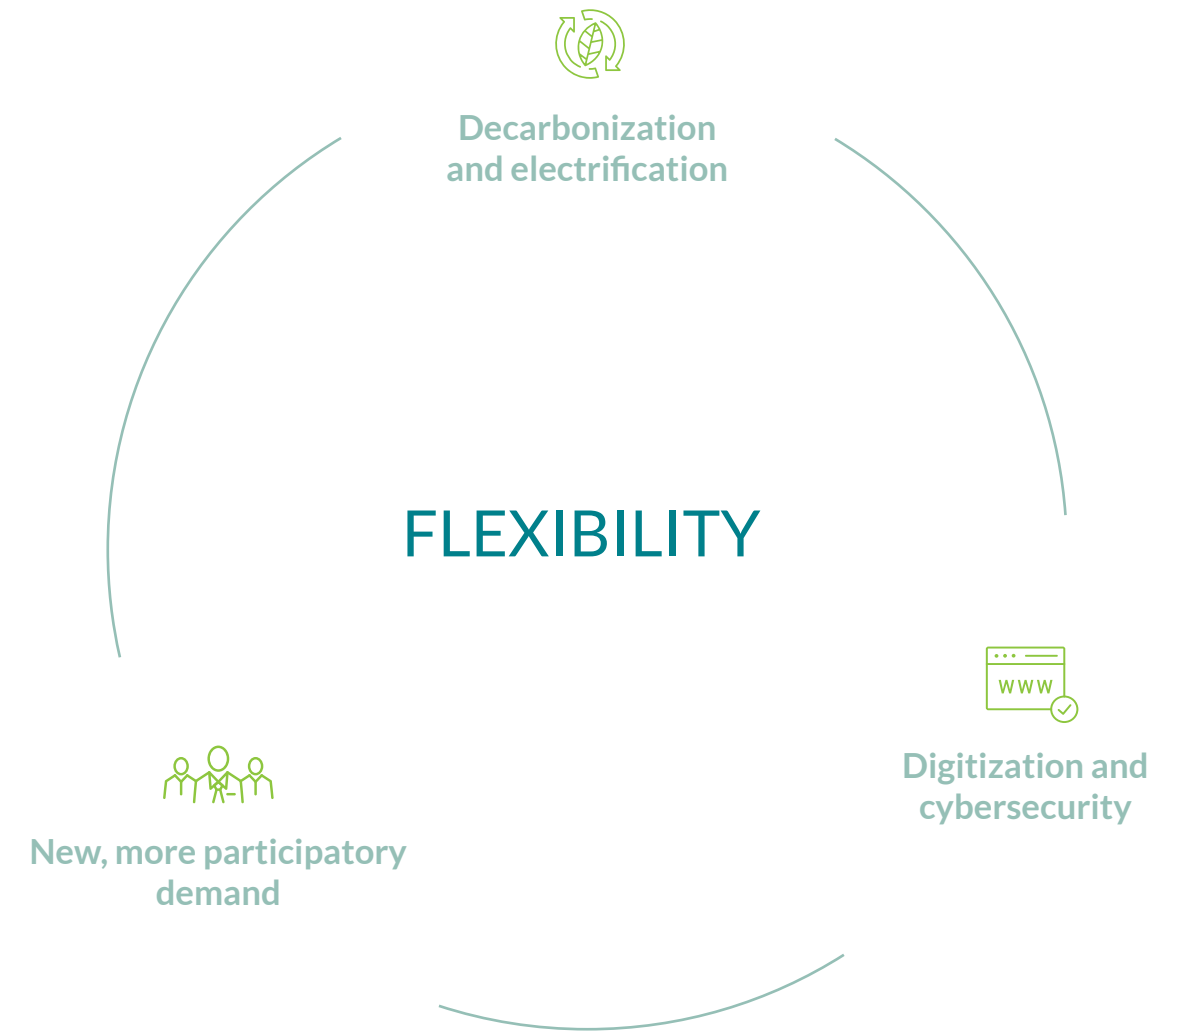 Decarbonization
and electrification
FLEXIBILITY
WWW
Digitization and
cybersecurity
New, more participatory
demand